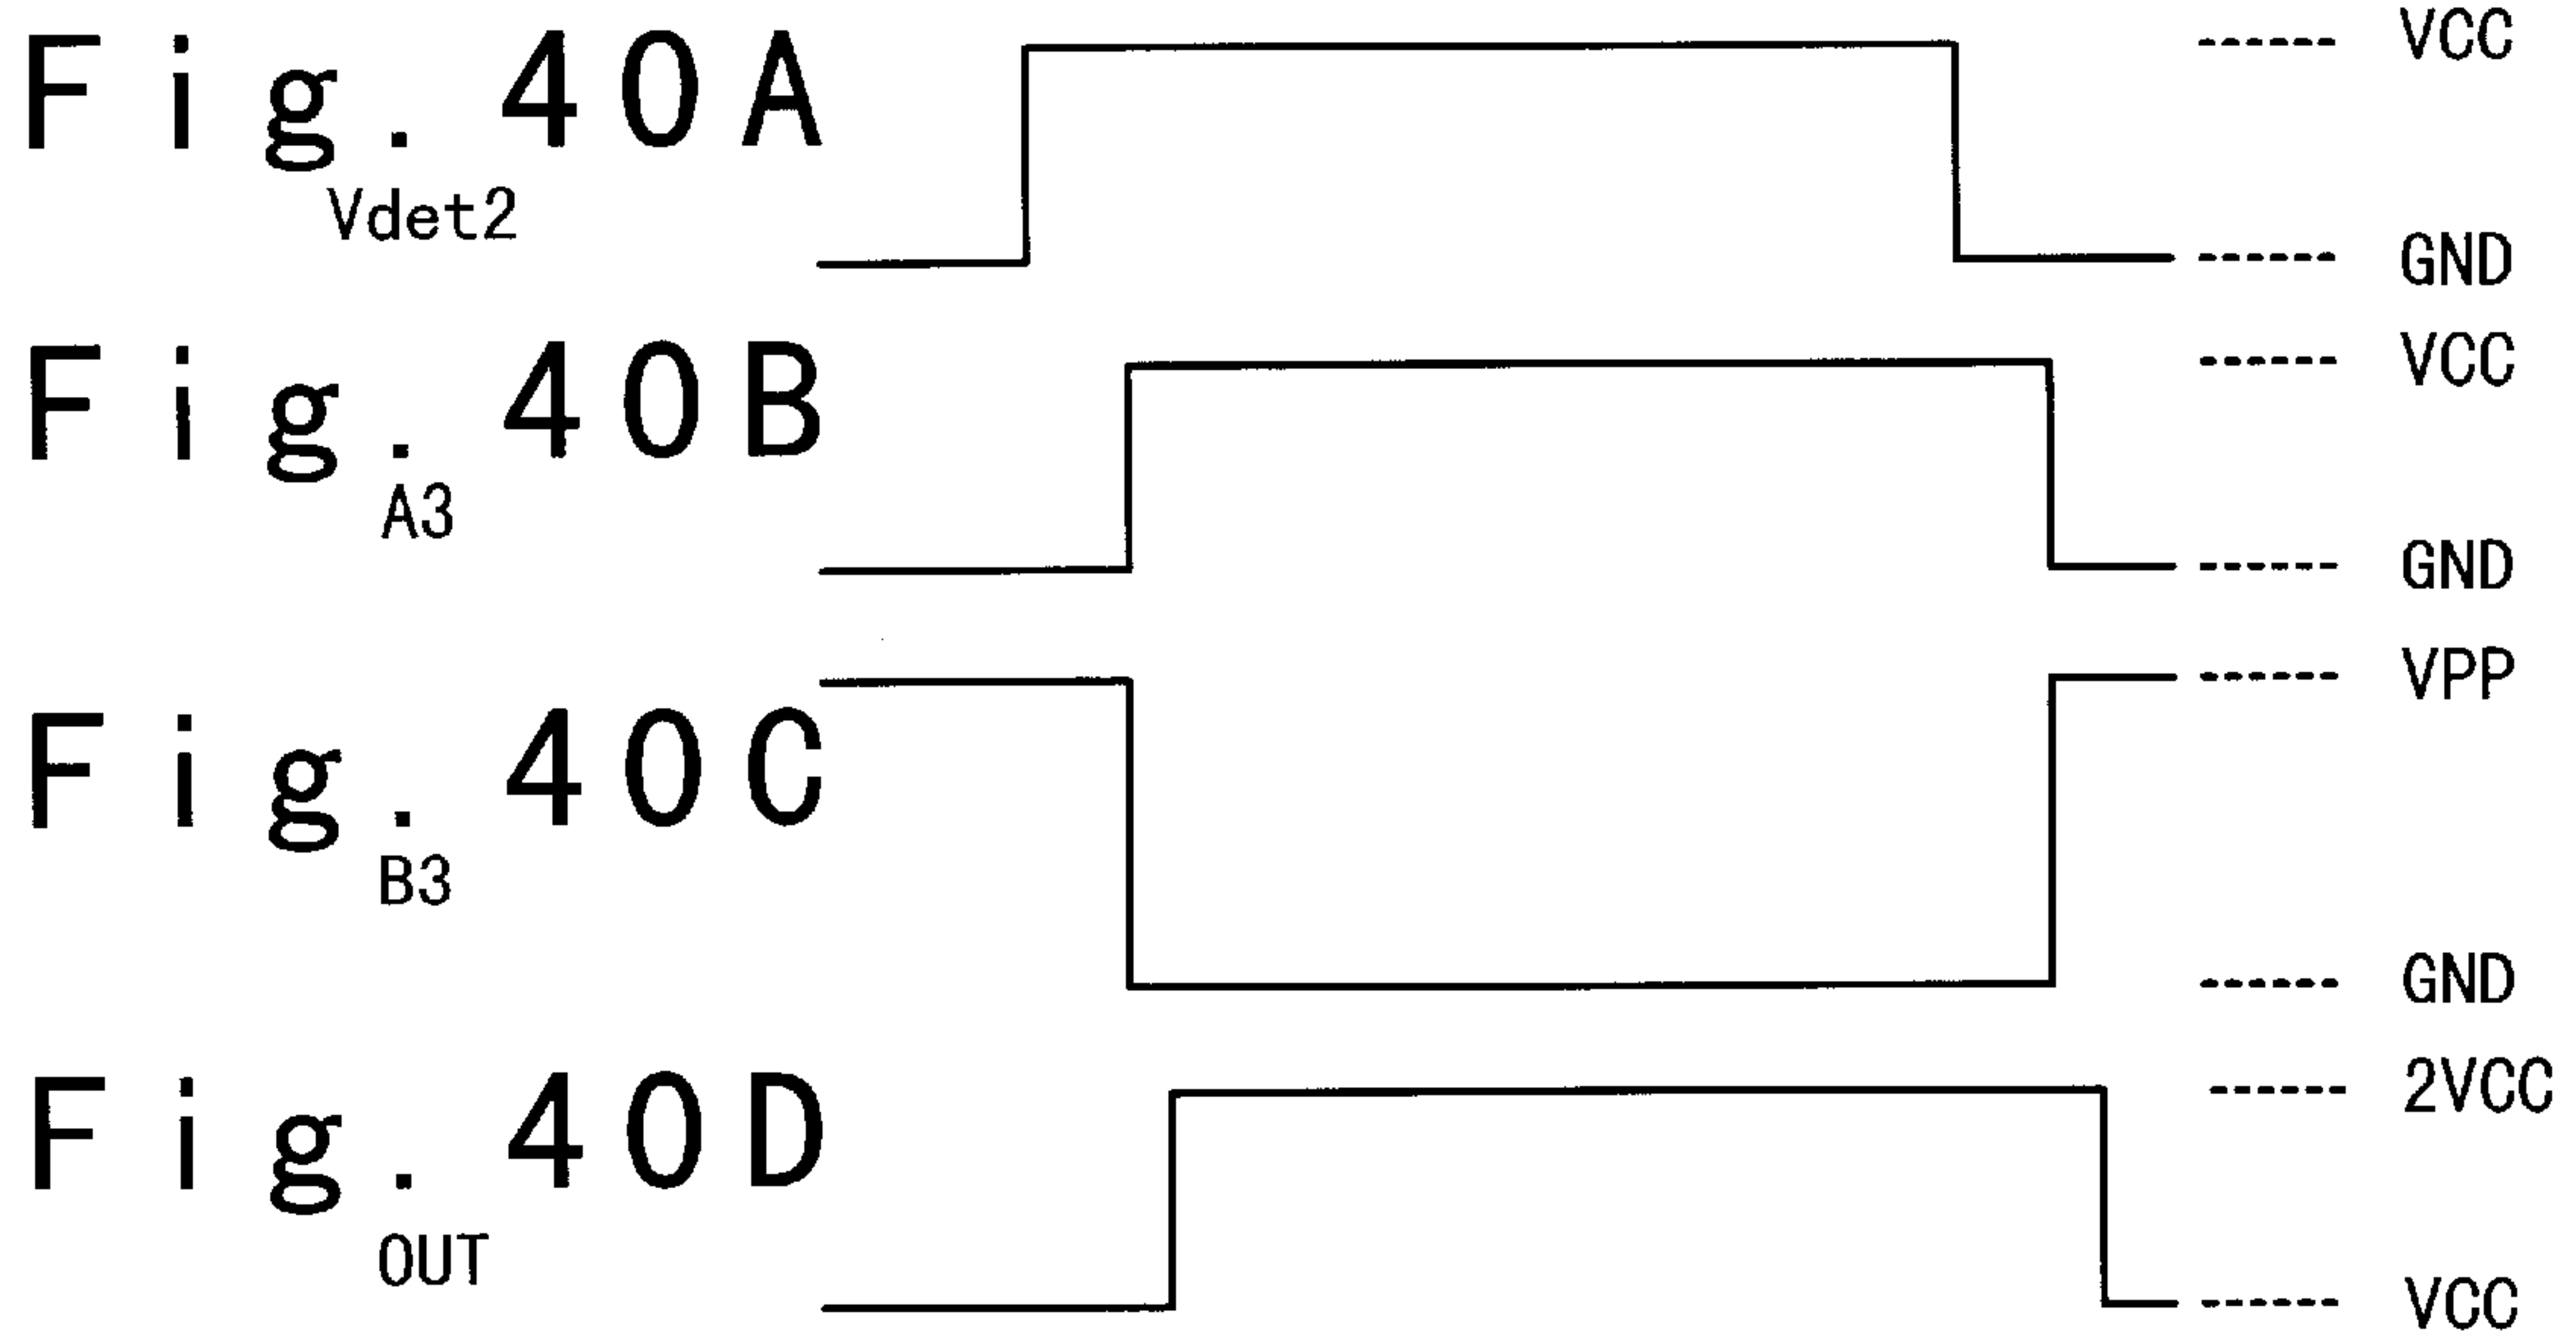 Fig. 40A
Vdet2
VCC
GND
Fig. 40B
A3
VCC
GND
Fig. 40C
B3
VPP
GND
Fig. 40D
OUT
2VCC
VCC